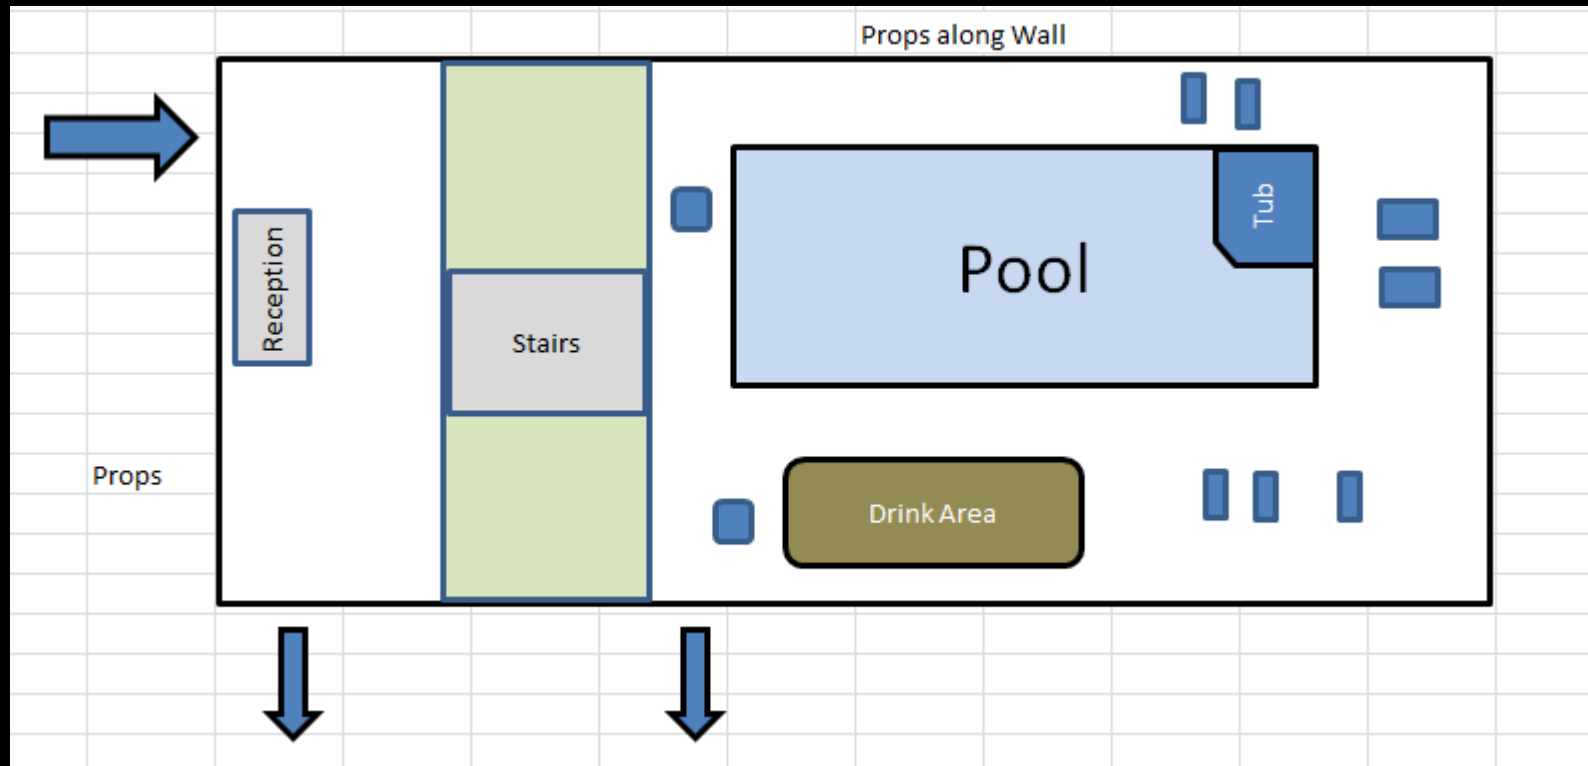 Props along Wall
Tub
Reception
Pool
Stairs
Props
Drink Area